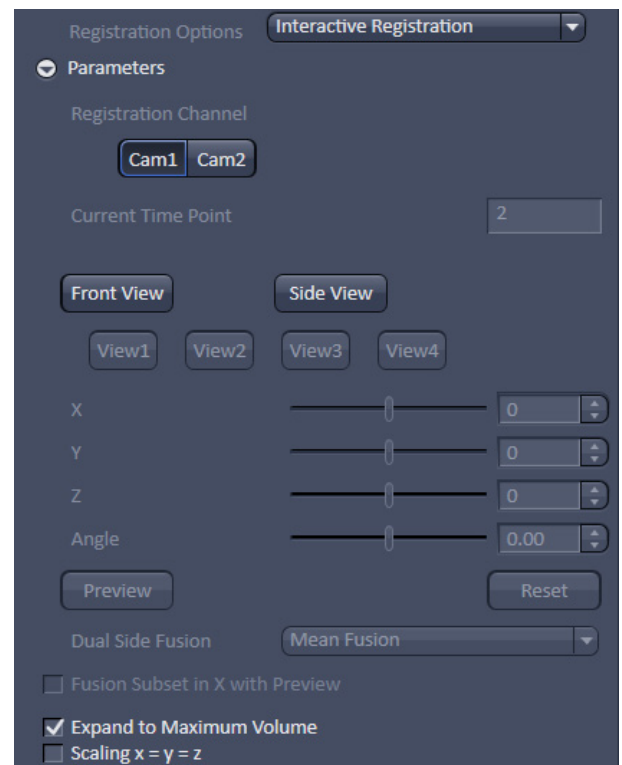 Registration Options Interactive Registration
Parameters
Registration Channel
Cam1 Cam2
Current Time Point 2
Front View Side View
View1 View2 View3 View4
X 0
Y 0
Z 0
Angle 0.00
Preview Reset
Dual Side Fusion Mean Fusion
Fusion Subset in X with Preview
Expand to Maximum Volume
Scaling x = y = z